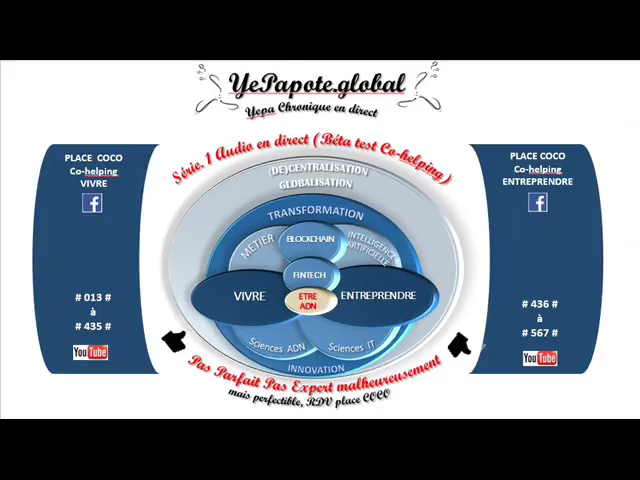 YePapote.global
Yepa Chronique en direct
Série. 1 Audio en direct (Béta test Co-helping)
PLACE COCO
Co-helping
VIVRE
# 013 #
à
# 435 #
YouTube
(DE)CENTRALISATION
GLOBALISATION
TRANSFORMATION
METIER
BLOCKCHAIN
INTELLIGENCE
ARTIFICIELLE
FINTECH
VIVRE
ETRE
ADN
ENTREPRENDRE
Sciences ADN
Sciences IT
INNOVATION
PLACE COCO
Co-helping
ENTREPRENDRE
# 436 #
à
# 567 #
YouTube
Pas Parfait Pas Expert malheureusement
mais perfectible, RDV place COCO